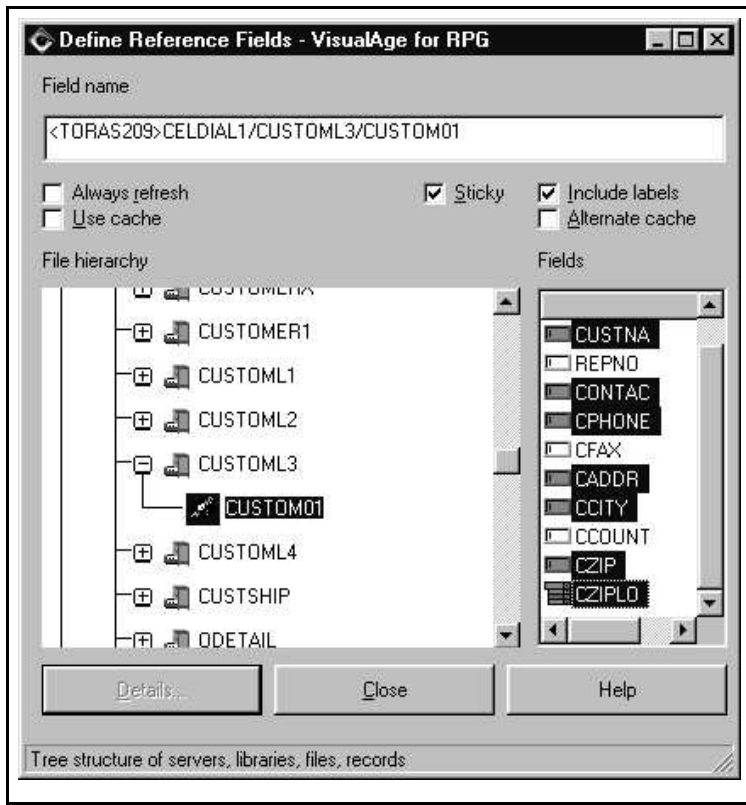 Define Reference Fields - VisualAge for RPG
Field name
<TORAS209>CELDIAL1/CUSTOML3/CUSTOM01
Always refresh
Sticky
Include labels
Use cache
Alternate cache
File hierarchy
Fields
CUSTOMER1
CUSTOML1
CUSTOML2
CUSTOML3
CUSTOM01
CUSTOML4
CUSTSHIP
ODETAIL
CUSTNA
REPNO
CONTAC
CPHONE
CFAX
CADDR
CCITY
CCOUNT
CZIP
CZIPLO
Details...
Close
Help
Tree structure of servers, libraries, files, records